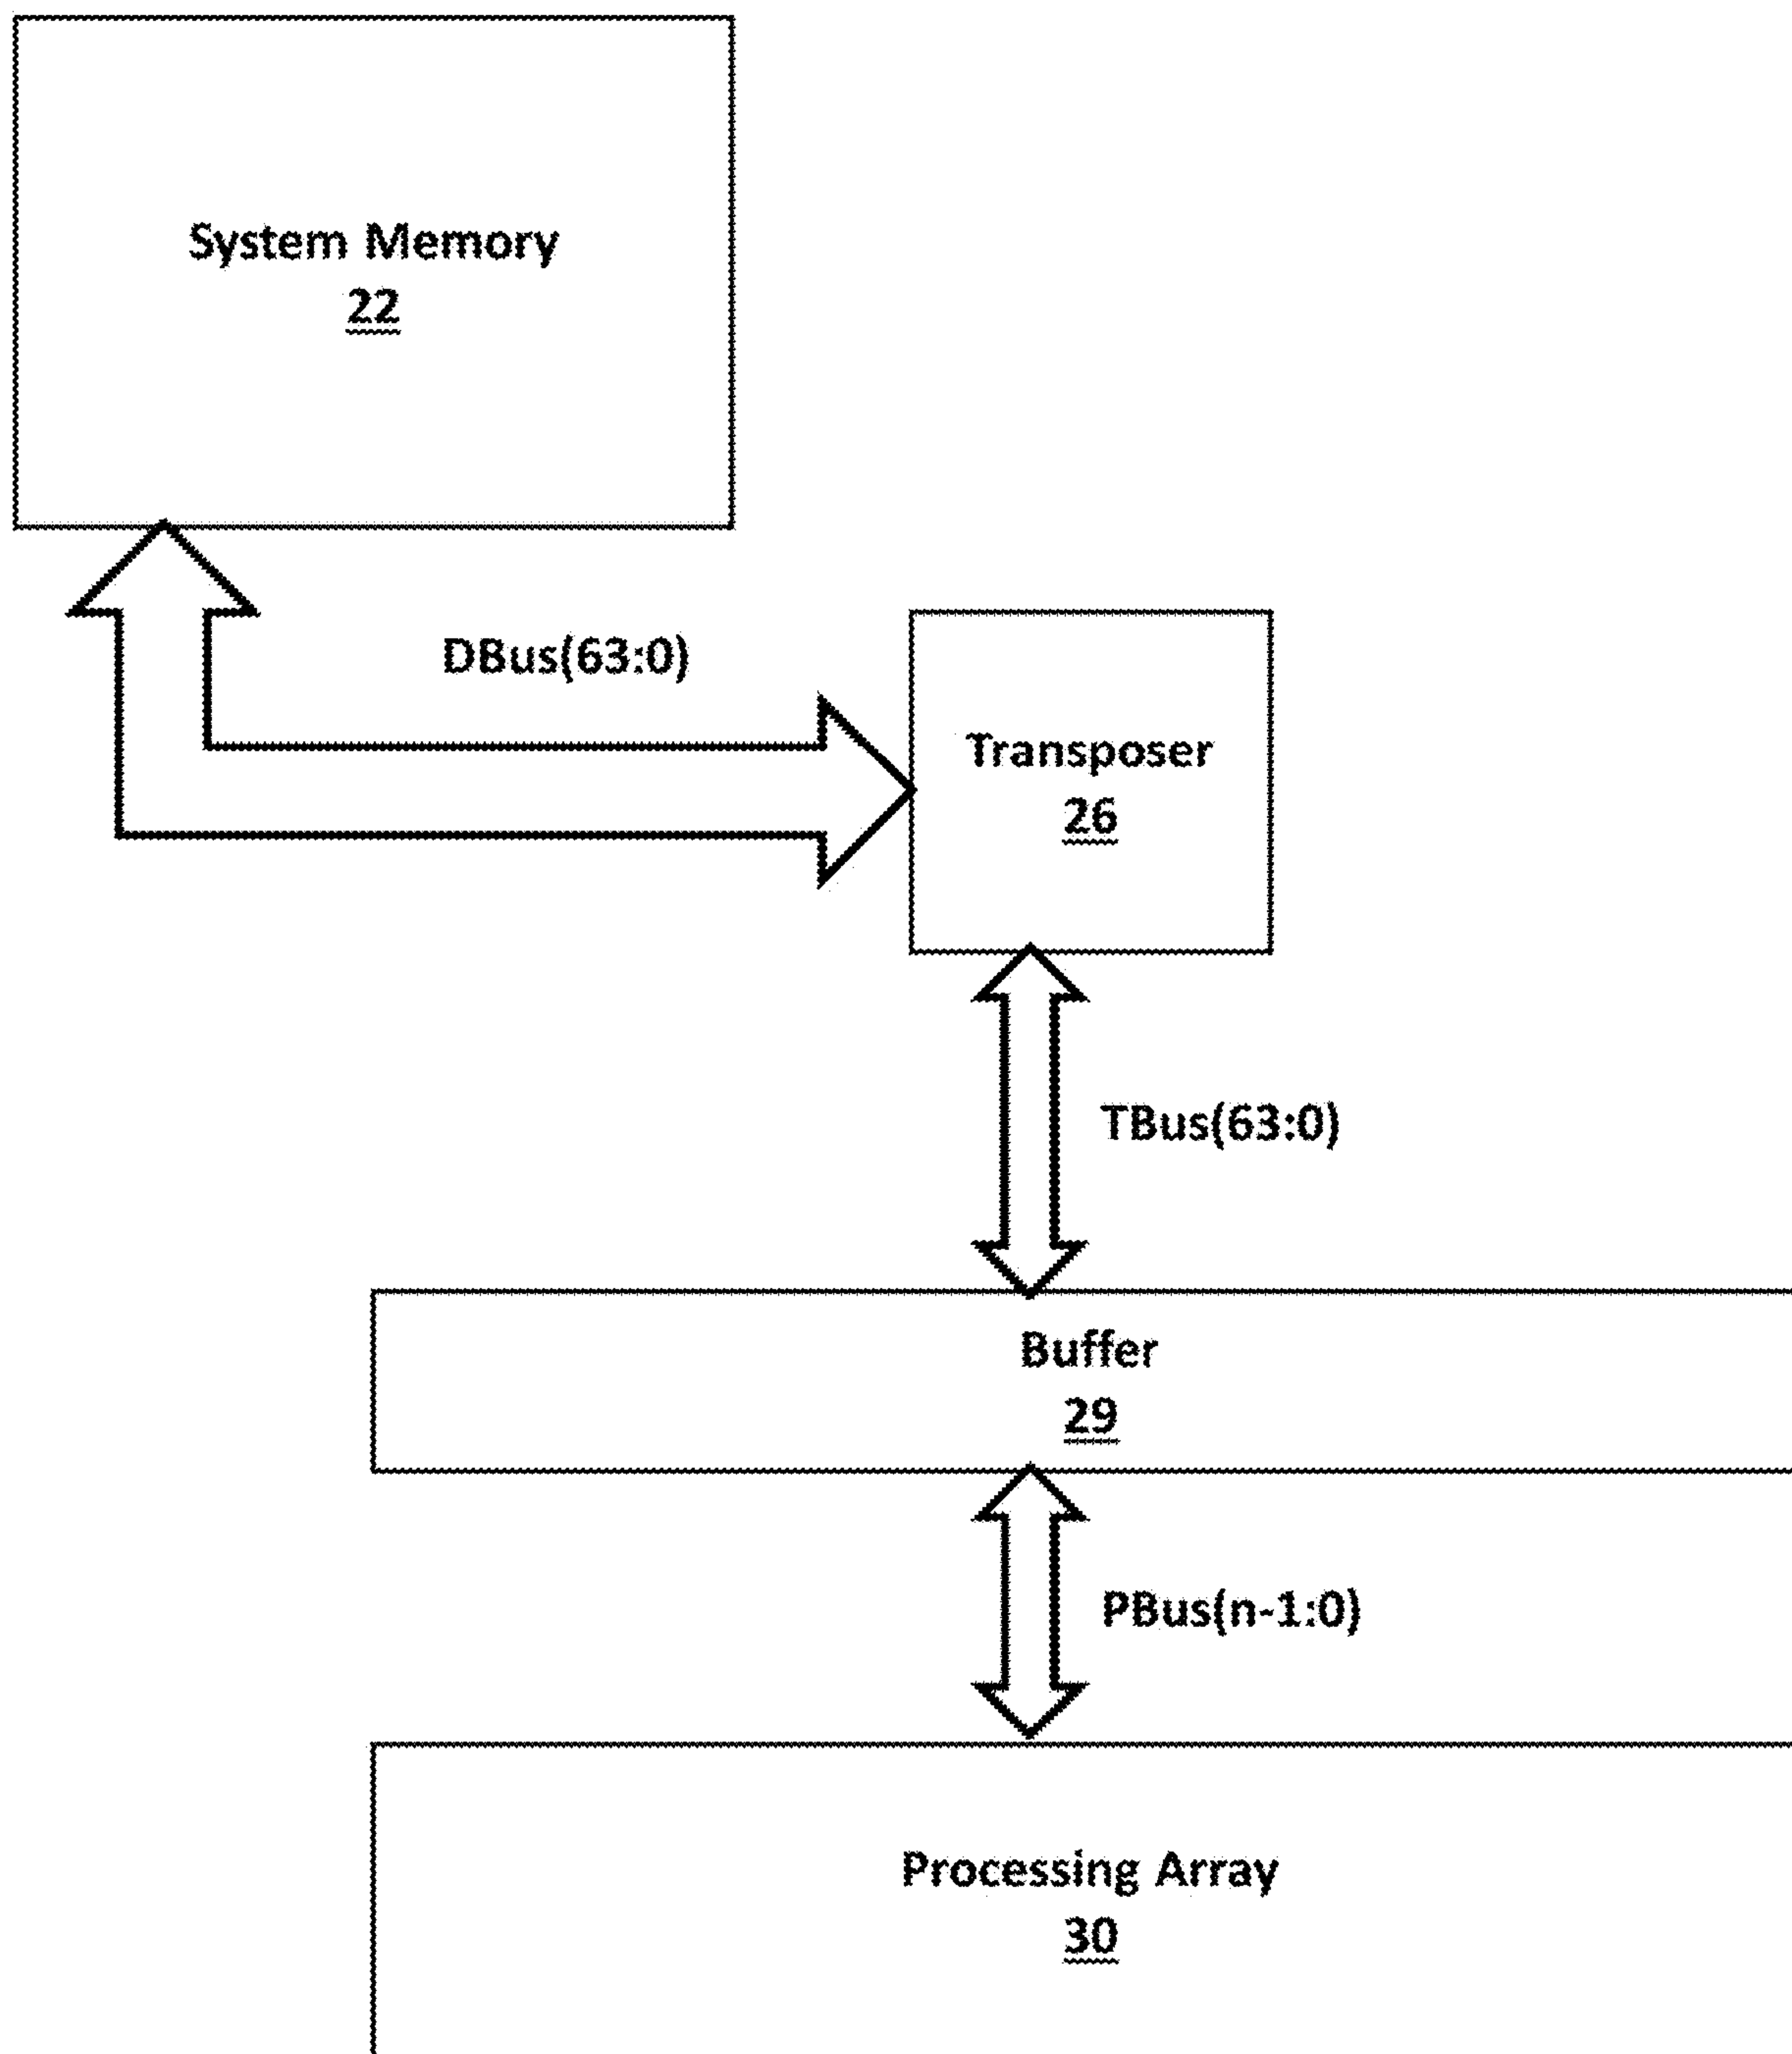 System Memory
22
DBus(63:0)
Transposer
26
TBus(63:0)
Buffer
29
PBus(n-1:0)
Processing Array
30